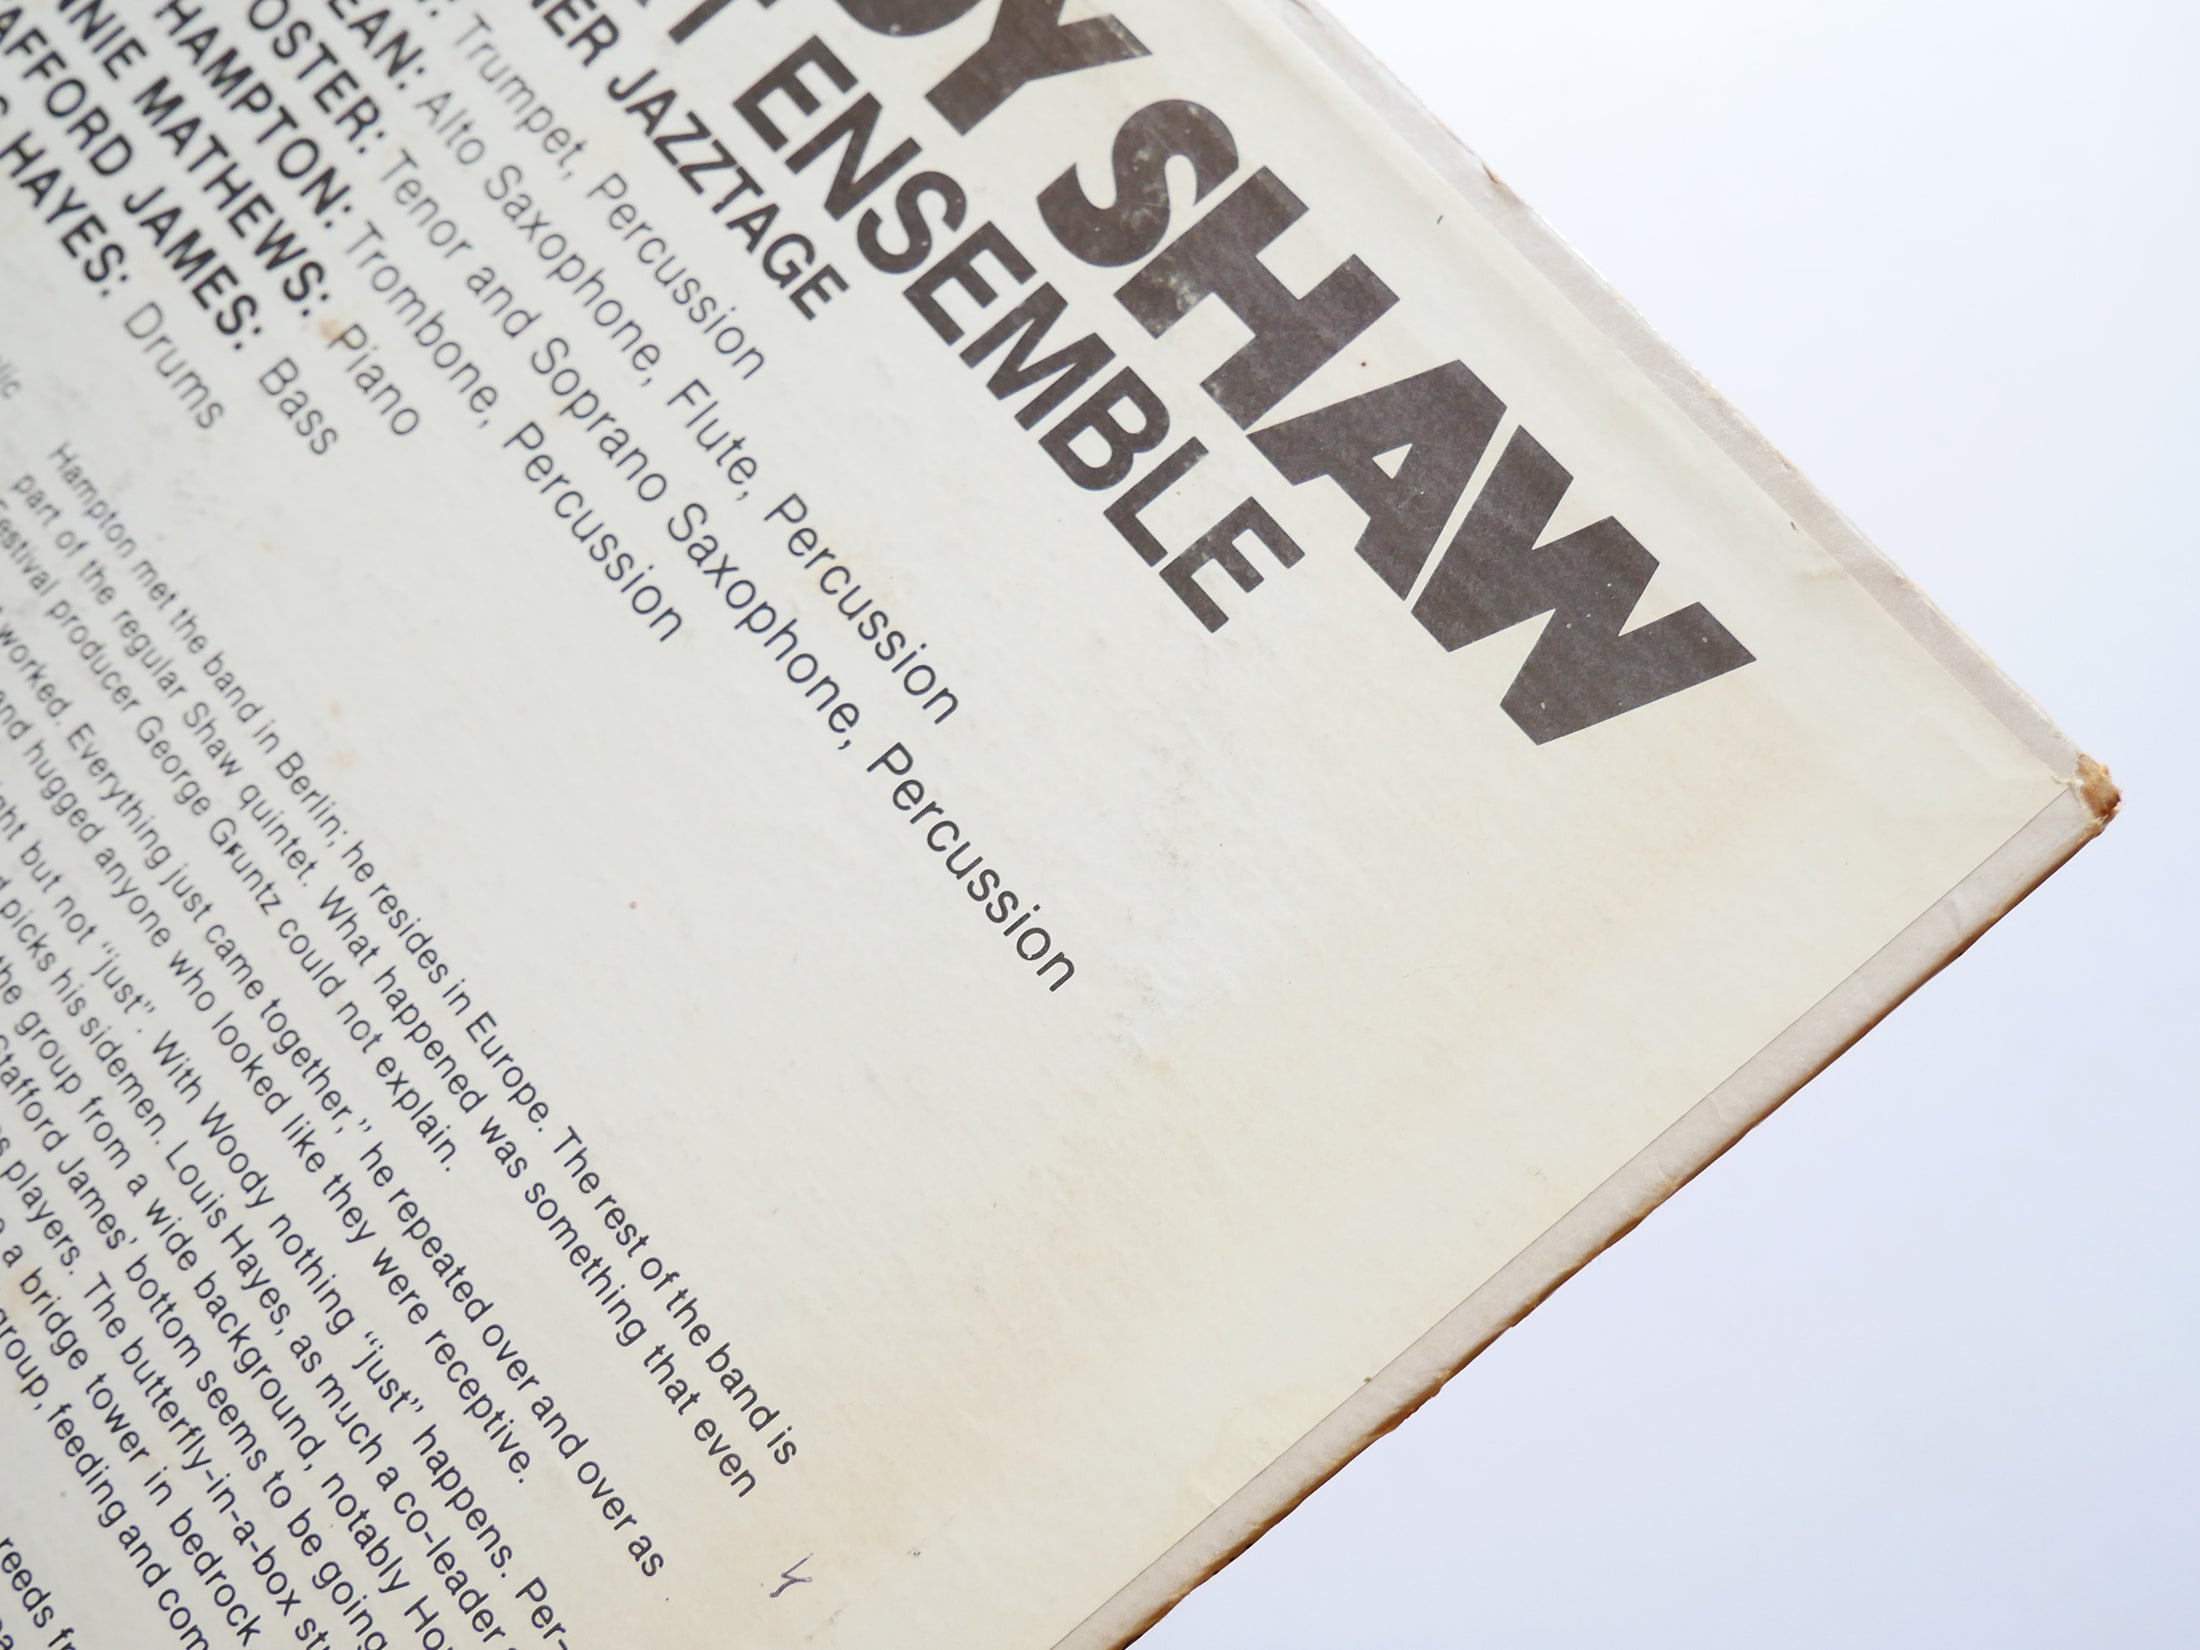 DY SHAW
T ENSEMBLE
NER JAZZTAGE
Trumpet, Percussion
EAN: Alto Saxophone, Flute, Percussion
OSTER: Tenor and Soprano Saxophone, Percussion
HAMPTON: Trombone, Percussion
NNIE MATHEWS: Piano
AFFORD JAMES: Bass
S HAYES: Drums
Hampton met the band in Berlin; he resides in Europe. The rest of the band is
part of the regular Shaw quintet. What happened was something that even
Festival producer George Gruntz could not explain.
worked. Everything just came together," he repeated over and over as
and hugged anyone who looked like they were receptive.
ght but not "just". With Woody nothing "just" happens. Per-
picks his sidemen. Louis Hayes, as much a co-leader
the group from a wide background, notably Ho
Stafford James' bottom seems to be going
s players. The butterfly-in-a-box st
a bridge tower in bedrock
group, feeding and com
reeds f